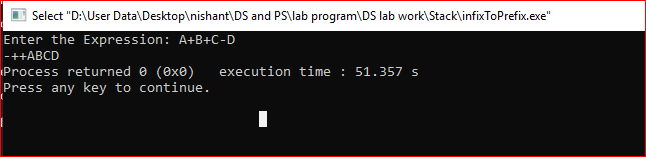 Select "D:\User Data\Desktop\nishant\DS and PS\lab program\DS lab work\Stack\infixToPrefix.exe"
Enter the Expression: A+B+C-D
-++ABCD
Process returned 0 (0x0)   execution time : 51.357 s
Press any key to continue.